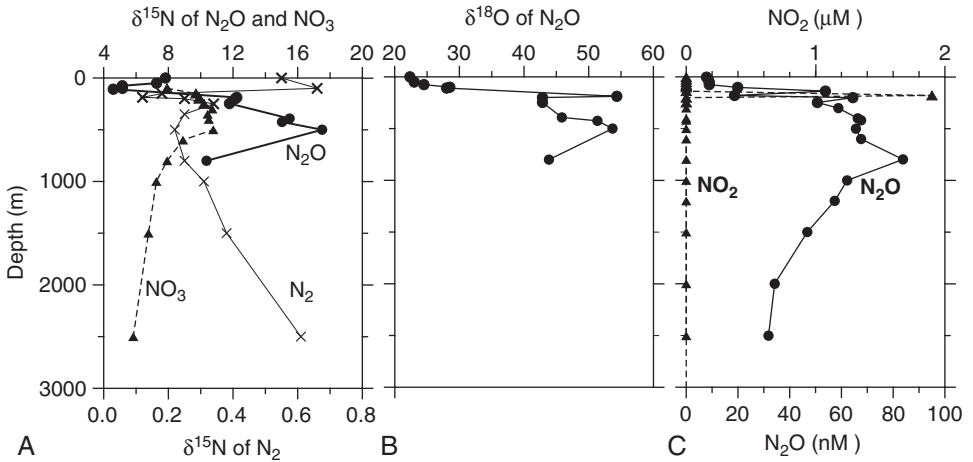 δ¹⁵N of N₂O and NO₃
4 8 12 16 20
0
1000
2000
3000
Depth (m)
N₂O
NO₃
N₂
0.0 0.2 0.4 0.6 0.8
A
δ¹⁵N of N₂
δ¹⁸O of N₂O
20 30 40 50 60
B
NO₂ (μM)
0 1 2
NO₂
N₂O
0 20 40 60 80 100
C
N₂O (nM)